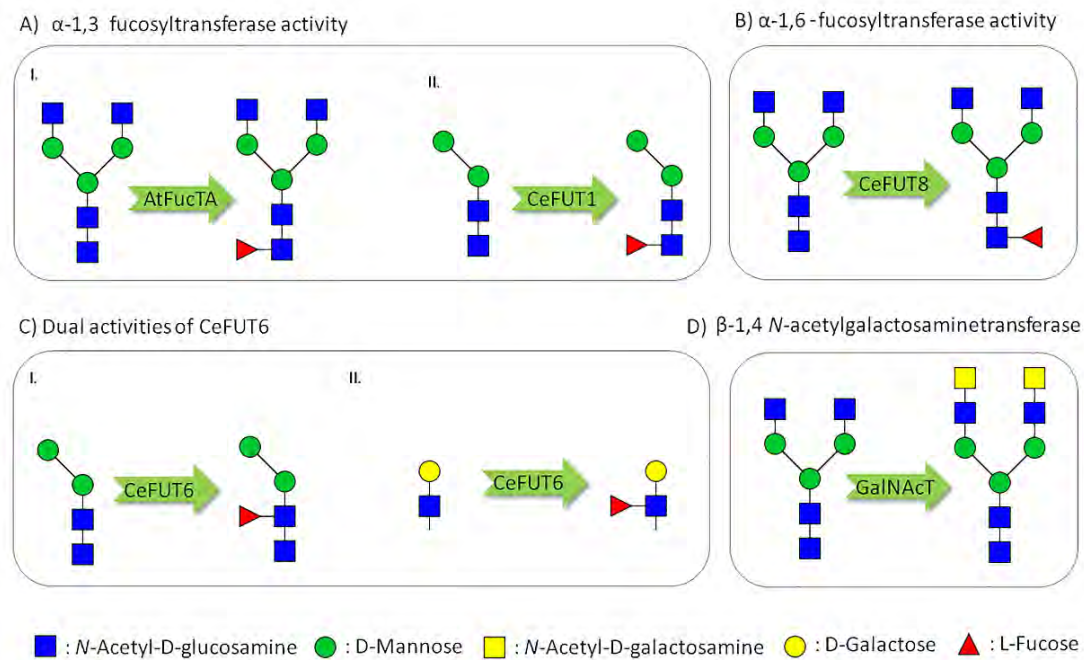 A) α-1,3 fucosyltransferase activity
B) α-1,6 -fucosyltransferase activity
I.
II.
AtFucTA
CeFUT1
CeFUT8
C) Dual activities of CeFUT6
D) β-1,4 N-acetylgalactosaminetransferase
I.
II.
CeFUT6
CeFUT6
GalNAcT
: N-Acetyl-D-glucosamine : D-Mannose : N-Acetyl-D-galactosamine : D-Galactose : L-Fucose